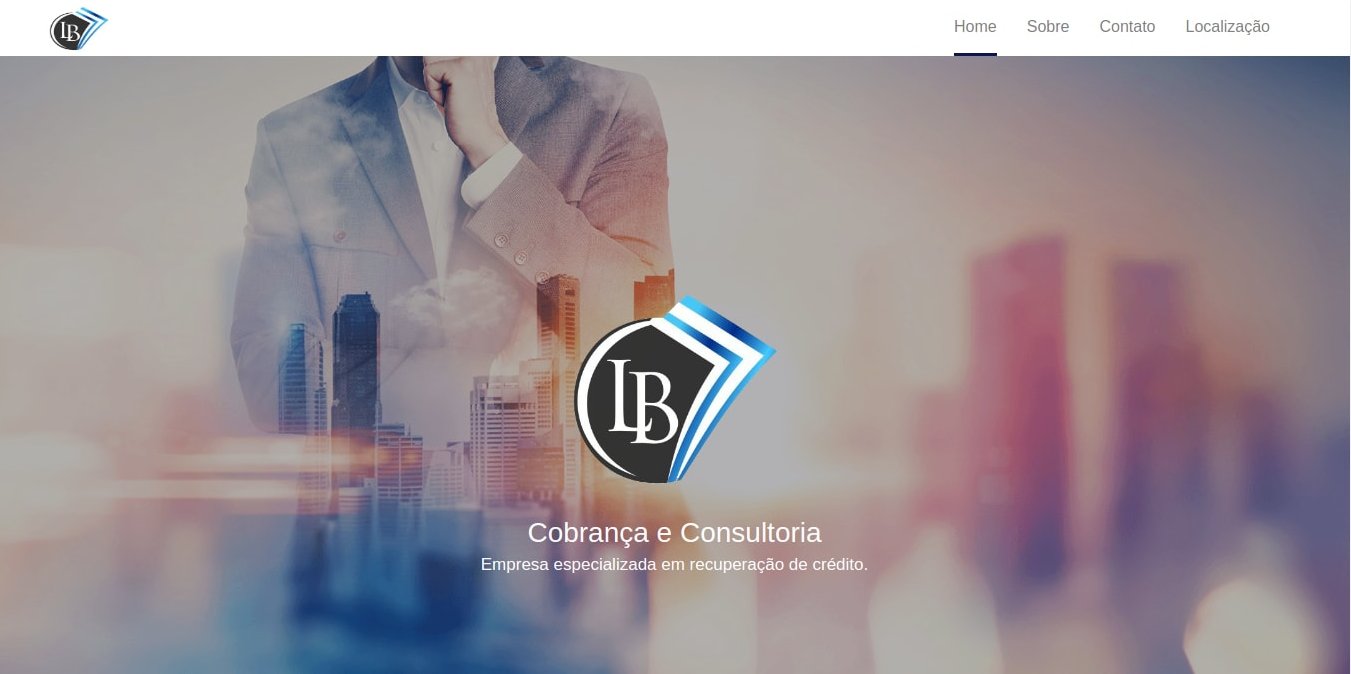 LB
Home Sobre Contato Localização
LB
Cobrança e Consultoria
Empresa especializada em recuperação de crédito.